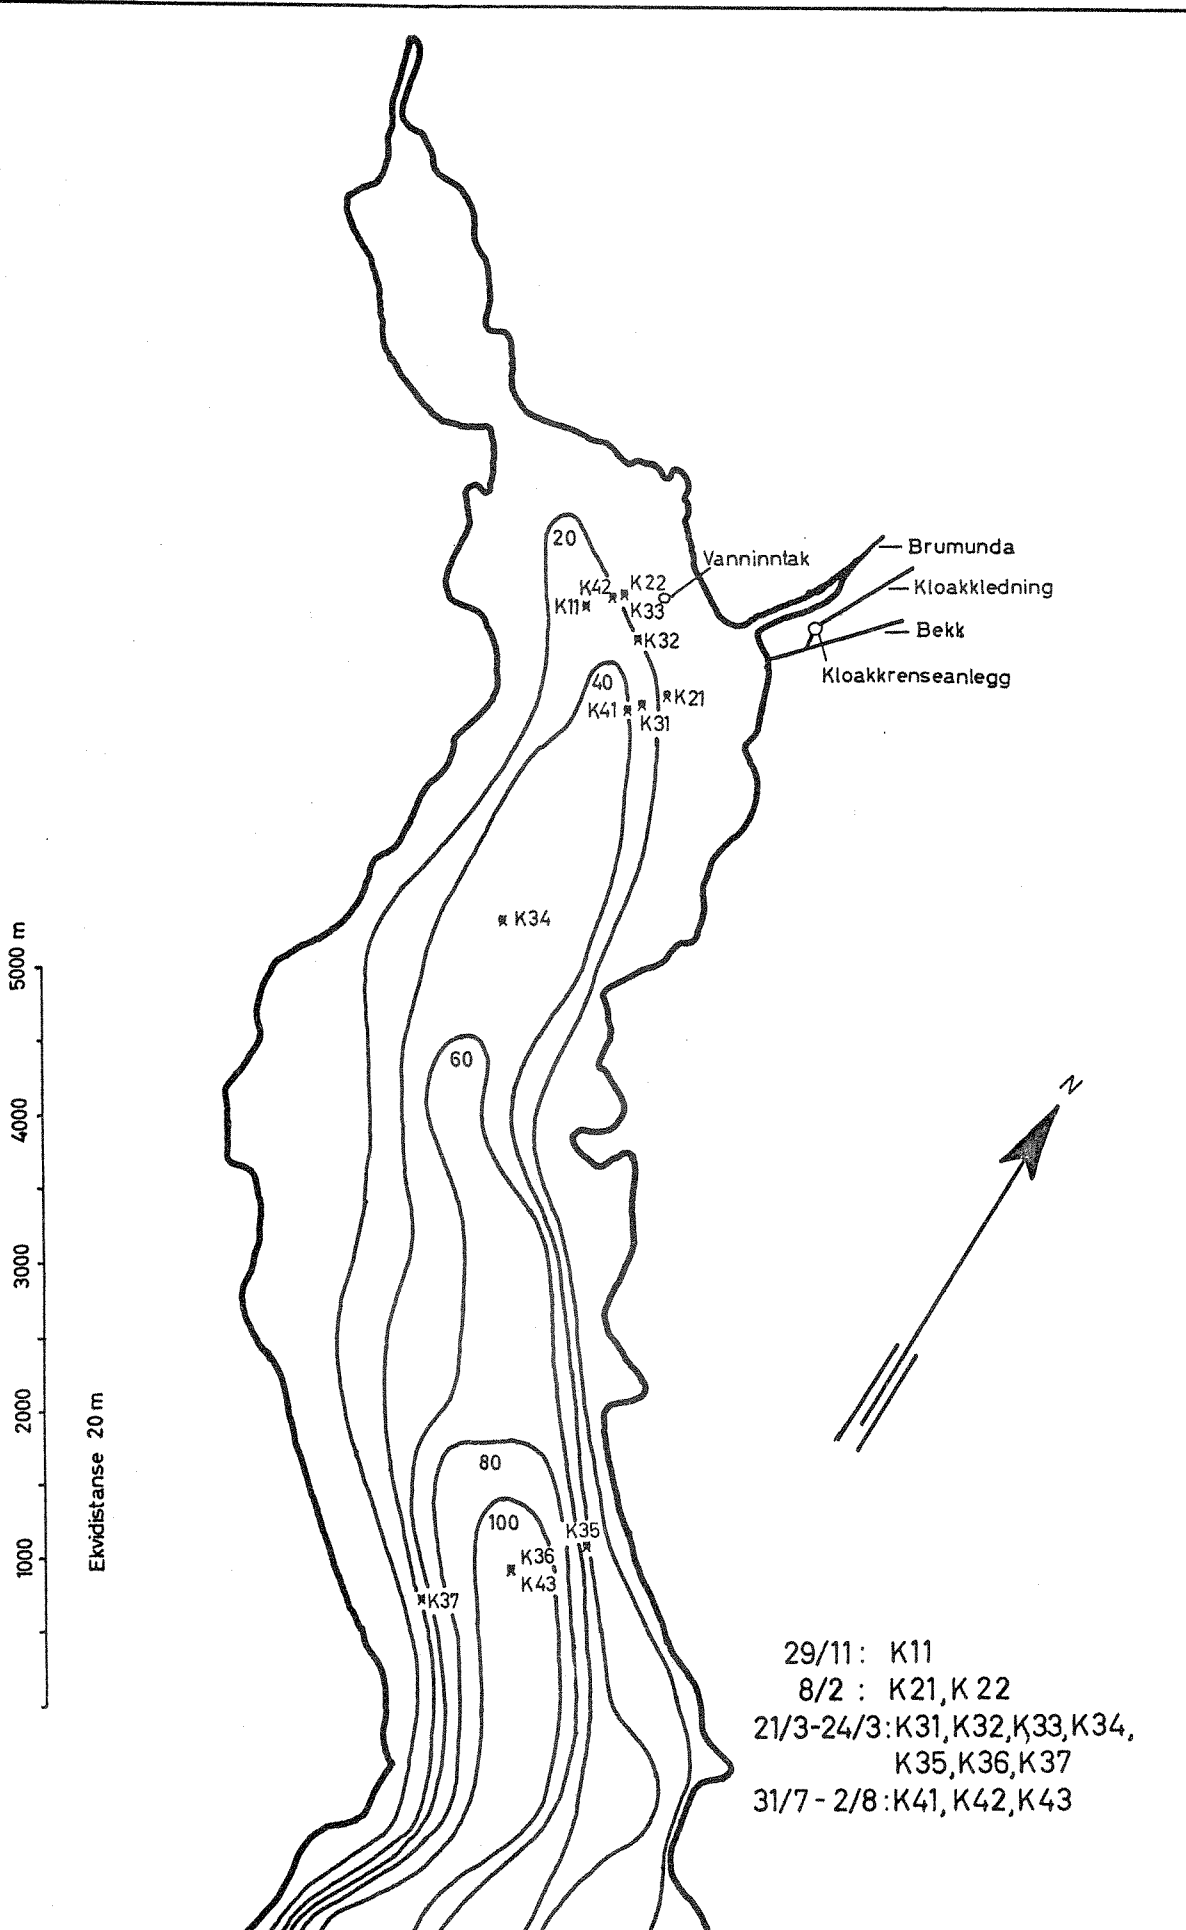 20
Vanninntak
Brumunda
Kloakkledning
Bekk
Kloakkrenseanlegg
K42
K22
K11
K33
K32
40
K21
K41
K31
K34
5000 m
4000
3000
2000
1000
Ekvidistanse 20 m
60
N
80
100
K35
K36
K43
K37
29/11: K11
8/2 : K21, K 22
21/3-24/3: K31, K32, K33, K34,
K35, K36, K37
31/7 - 2/8: K41, K42, K43